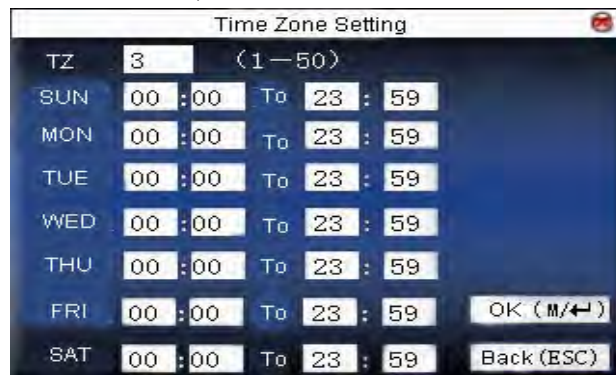 Time Zone Setting
TZ 3 (1—50)
SUN 00 :00 To 23 : 59
MON 00 :00 To 23 : 59
TUE 00 :00 To 23 : 59
WED 00 :00 To 23 : 59
THU 00 :00 To 23 : 59
FRI 00 :00 To 23 : 59 OK (M/↵)
SAT 00 :00 To 23 : 59 Back(ESC)